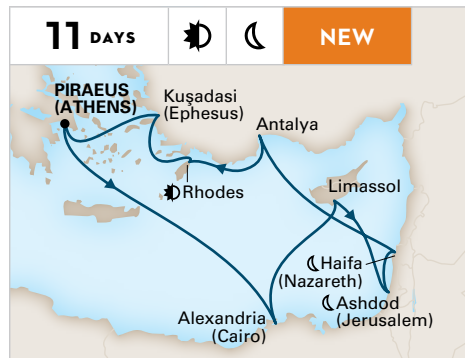 11 DAYS
NEW
PIRAEUS
(ATHENS)
Kuşadasi
(Ephesus)
Antalya
Rhodes
Limassol
Haifa
(Nazareth)
Ashdod
(Jerusalem)
Alexandria
(Cairo)